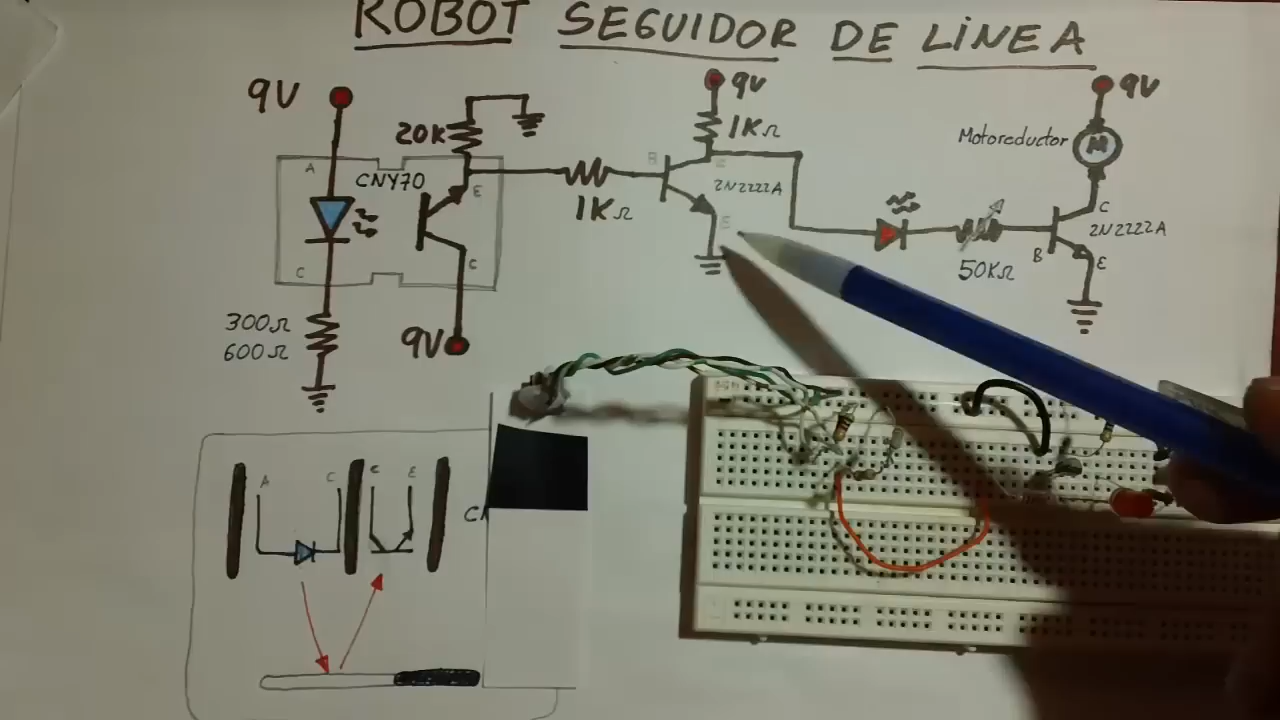 ROBOT SEGUIDOR DE LINEA
9V
9V
9V
20K
1KΩ
Motoreductor
M
A
CNY70
B
E
2N2222A
C
1KΩ
2N2222A
C
C
B
E
50KΩ
300Ω
600Ω
9V
A C C E